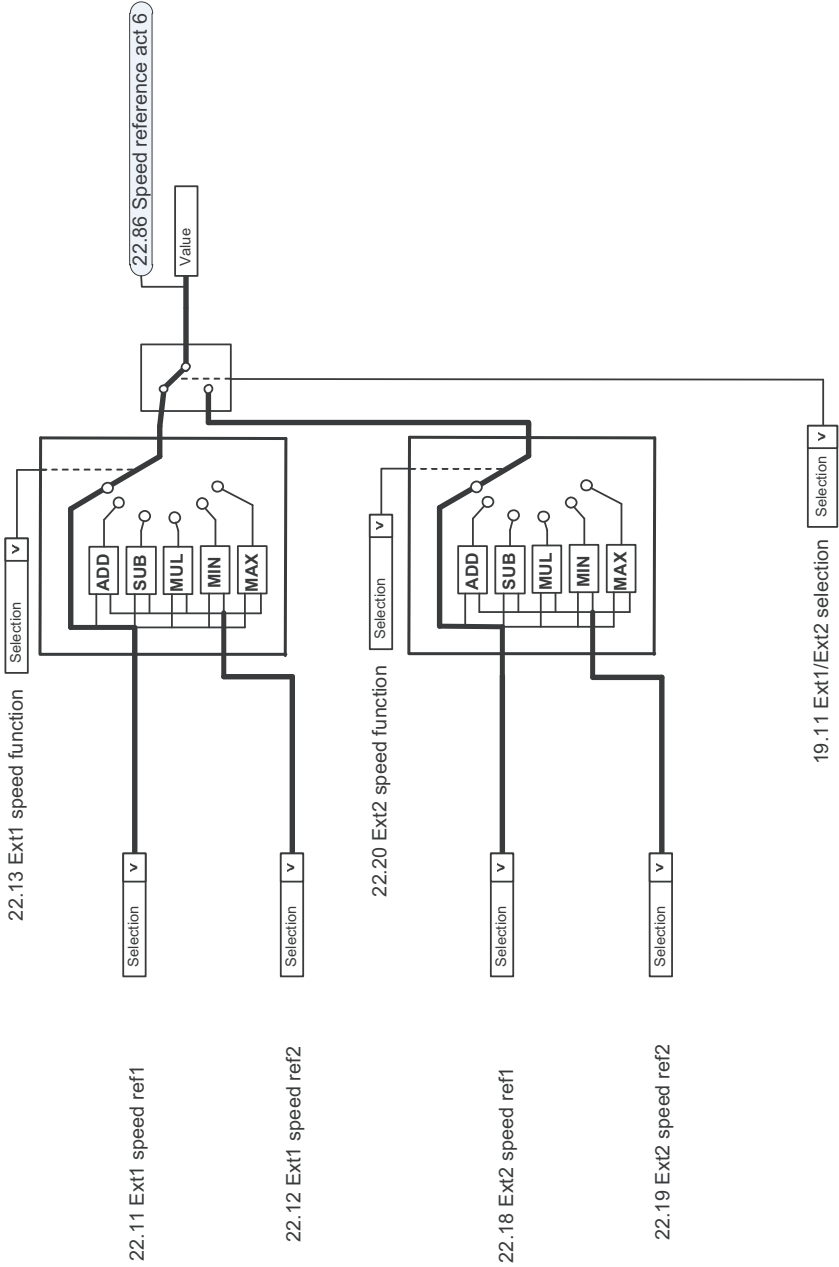 22.11 Ext1 speed ref1
Selection v
22.12 Ext1 speed ref2
Selection v
22.13 Ext1 speed function
Selection v
ADD
SUB
MUL
MIN
MAX
22.18 Ext2 speed ref1
Selection v
22.19 Ext2 speed ref2
Selection v
22.20 Ext2 speed function
Selection v
ADD
SUB
MUL
MIN
MAX
19.11 Ext1/Ext2 selection
Selection v
22.86 Speed reference act 6
Value